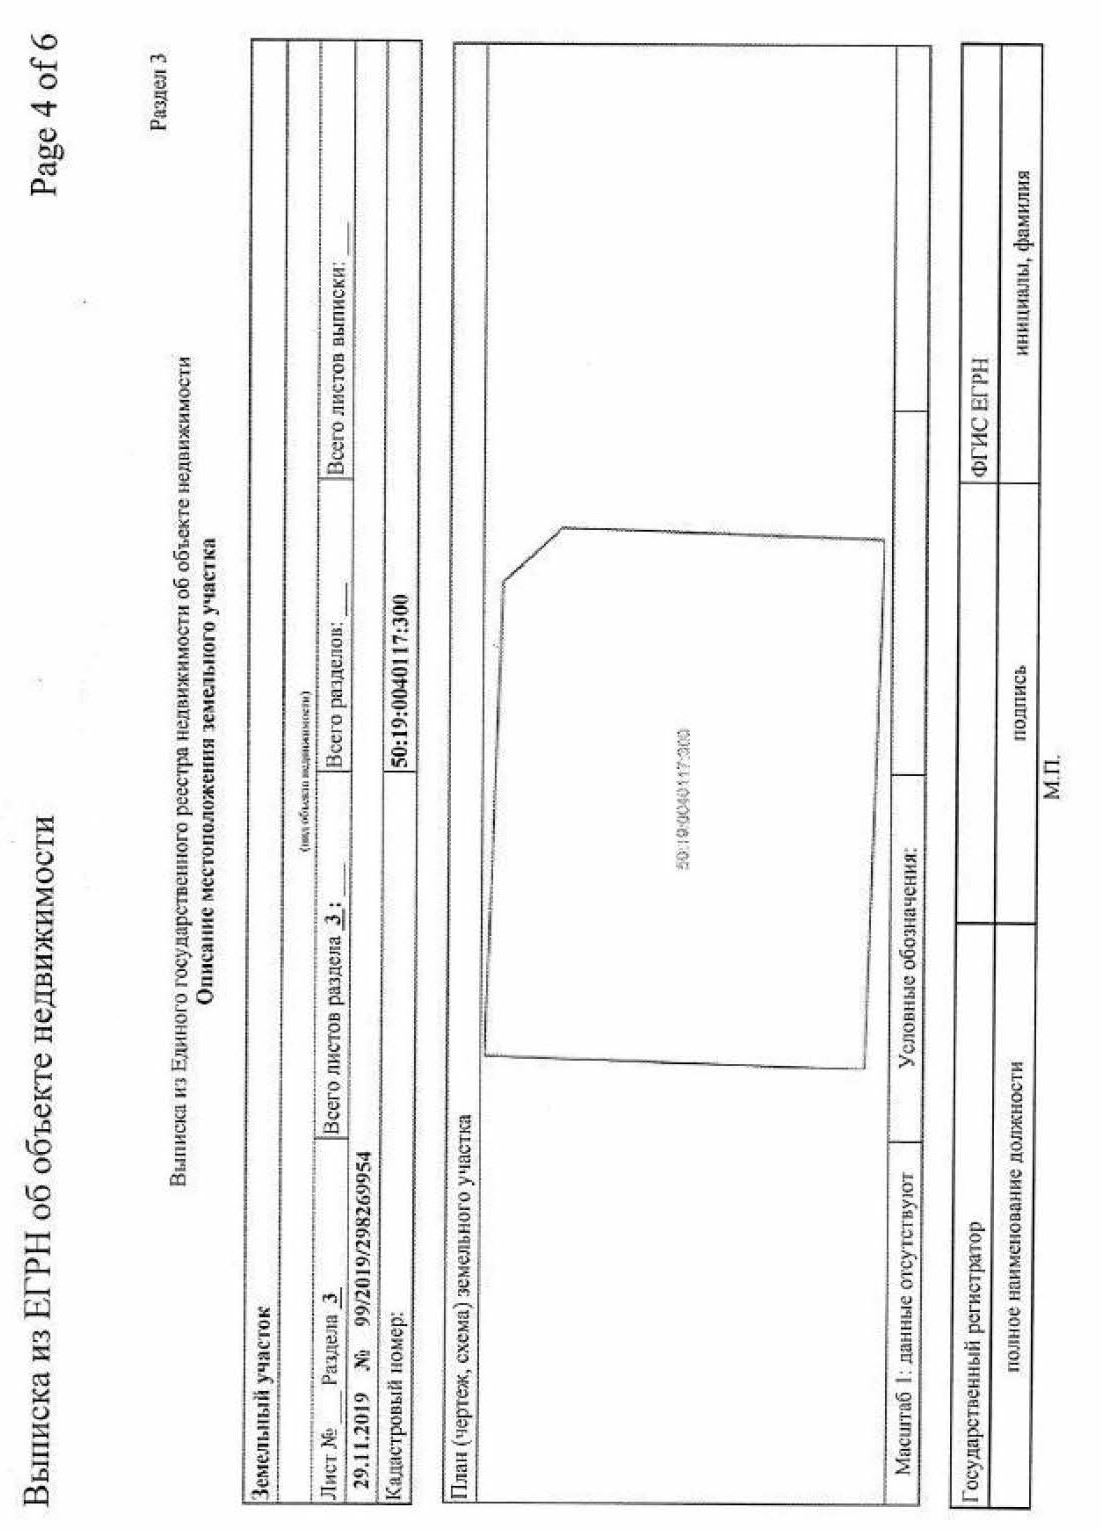 Выписка из ЕГРН об объекте недвижимости Page 4 of 6
Раздел 3
Выписка из Единого государственного реестра недвижимости об объекте недвижимости
Описание местоположения земельного участка
Земельный участок
(вид объекта недвижимости)
Лист № ___ Раздела 3 Всего листов раздела 3 : ___ Всего разделов: ___ Всего листов выписки: ___
29.11.2019 № 99/2019/298269954
Кадастровый номер: 50:19:0040117:300
План (чертеж, схема) земельного участка
50:19:0040117:300
Масштаб 1: данные отсутствуют Условные обозначения:
Государственный регистратор ФГИС ЕГРН
полное наименование должности подпись инициалы, фамилия
М.П.